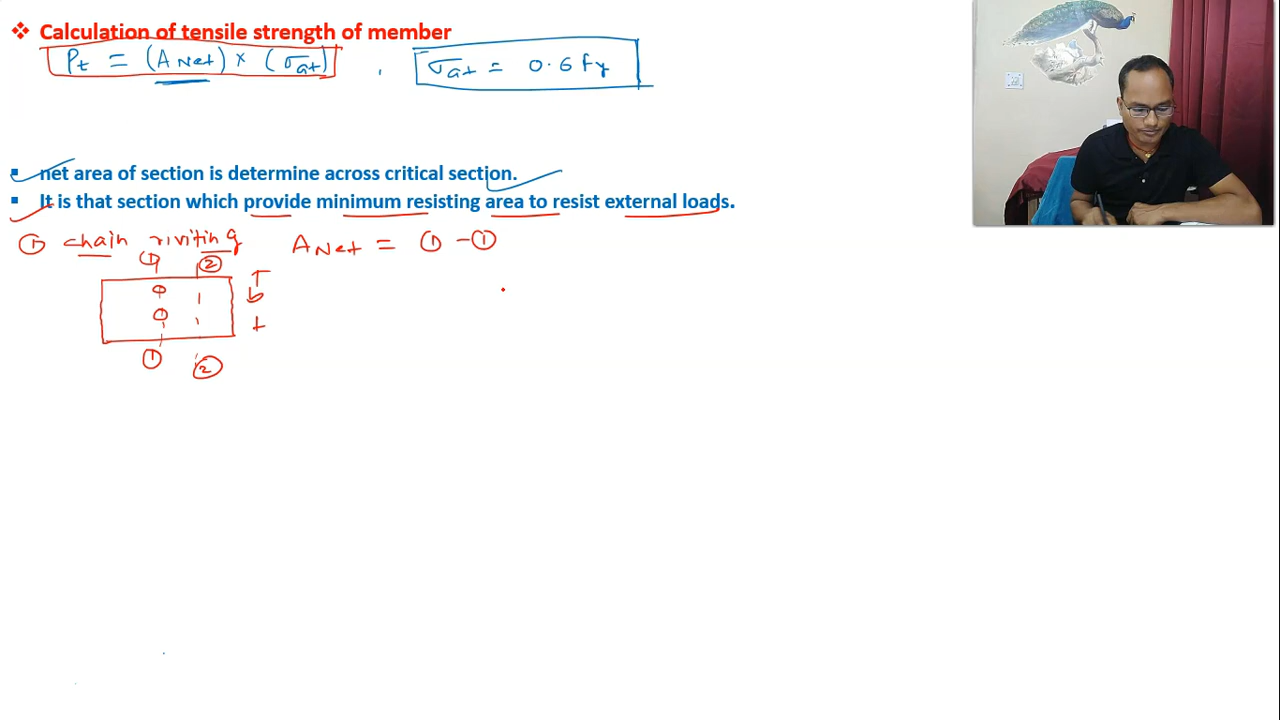 ❖ Calculation of tensile strength of member
Pt = (A Net) × (σat) , σat = 0.6 fy
▪ net area of section is determine across critical section.
▪ It is that section which provide minimum resisting area to resist external loads.
① chain riviting A Net = ① - ①
① ②
b
① ②